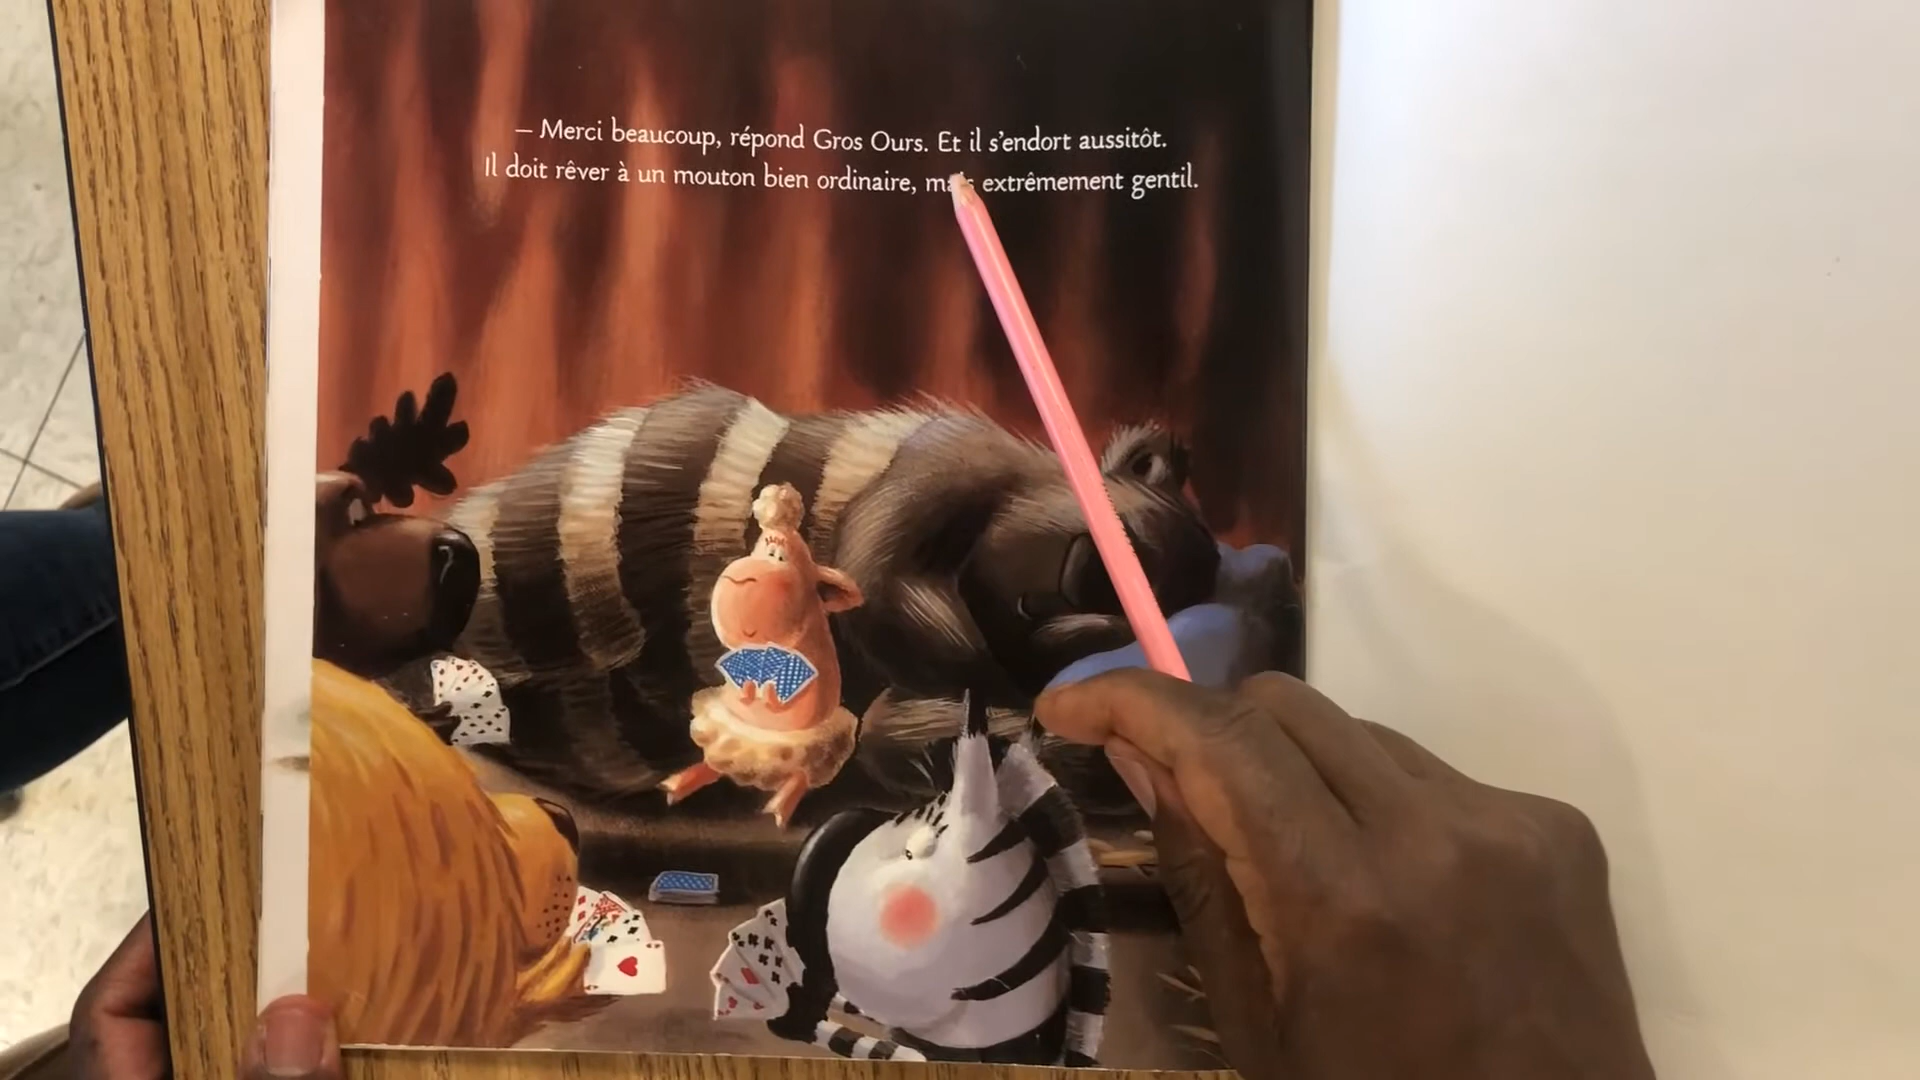 – Merci beaucoup, répond Gros Ours. Et il s'endort aussitôt.
Il doit rêver à un mouton bien ordinaire, mais extrêmement gentil.